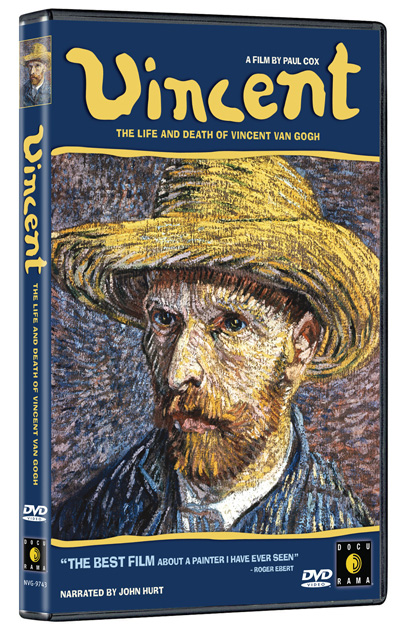 A FILM BY PAUL COX
Vincent
THE LIFE AND DEATH OF VINCENT VAN GOGH
"THE BEST FILM ABOUT A PAINTER I HAVE EVER SEEN"
- ROGER EBERT
NARRATED BY JOHN HURT
DVD
VIDEO
DOCU
RAMA
Vincent
THE LIFE AND DEATH OF VINCENT VAN GOGH
DVD
VIDEO
DOCU
RAMA
NVG-9743